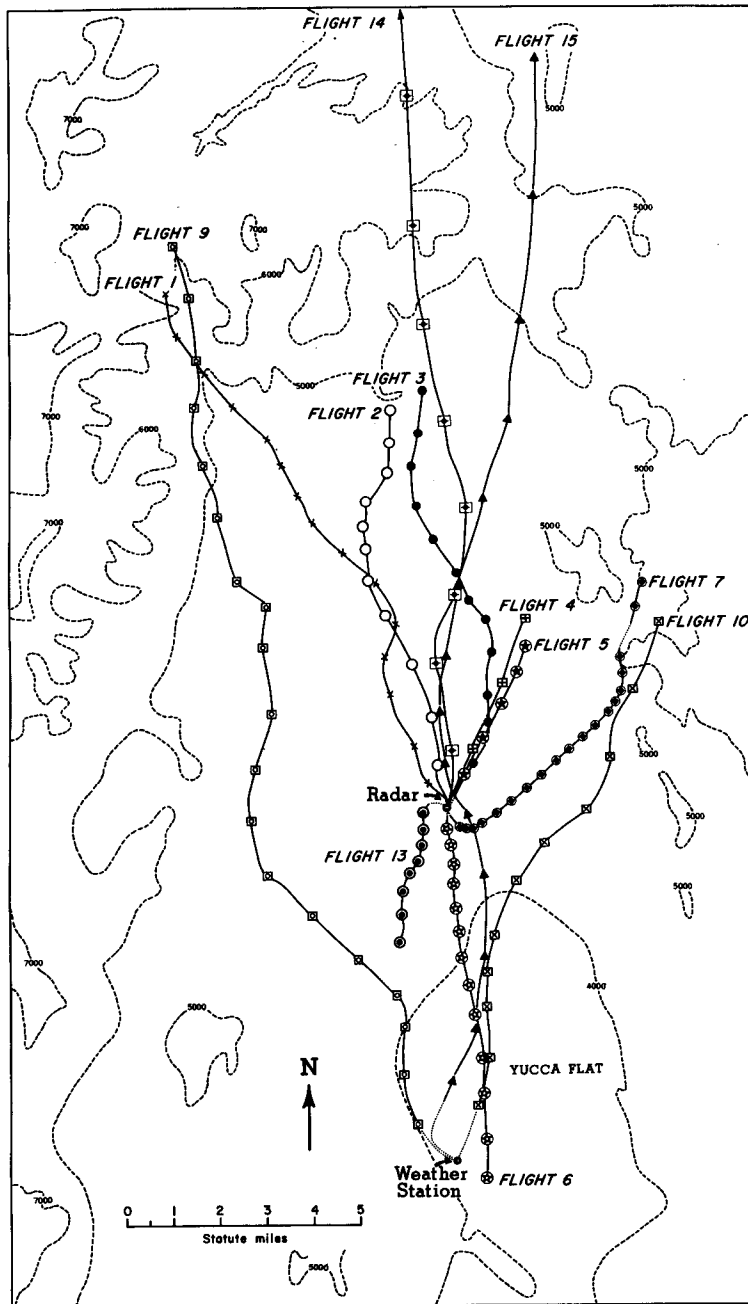 FLIGHT 14
FLIGHT 15
7000
5000
7000
5000
7000
FLIGHT 9
7000
6000
FLIGHT 1
5000
FLIGHT 3
7000
FLIGHT 2
6000
5000
7000
5000
FLIGHT 7
FLIGHT 4
FLIGHT 10
FLIGHT 5
5000
Radar
5000
FLIGHT 13
5000
7000
4000
5000
N
YUCCA FLAT
Weather
Station
FLIGHT 6
7000
0 1 3 5
Statute miles
5000